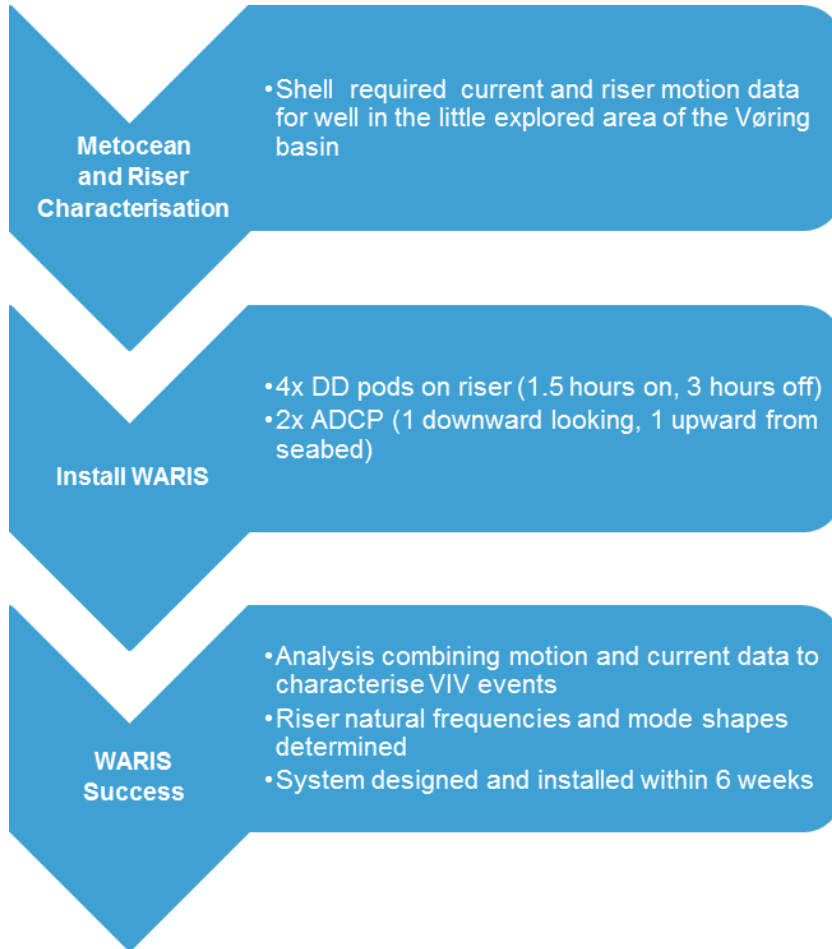 Metocean
and Riser
Characterisation
•Shell required current and riser motion data
for well in the little explored area of the Vøring
basin
Install WARIS
•4x DD pods on riser (1.5 hours on, 3 hours off)
•2x ADCP (1 downward looking, 1 upward from
seabed)
WARIS
Success
•Analysis combining motion and current data to
characterise VIV events
•Riser natural frequencies and mode shapes
determined
•System designed and installed within 6 weeks